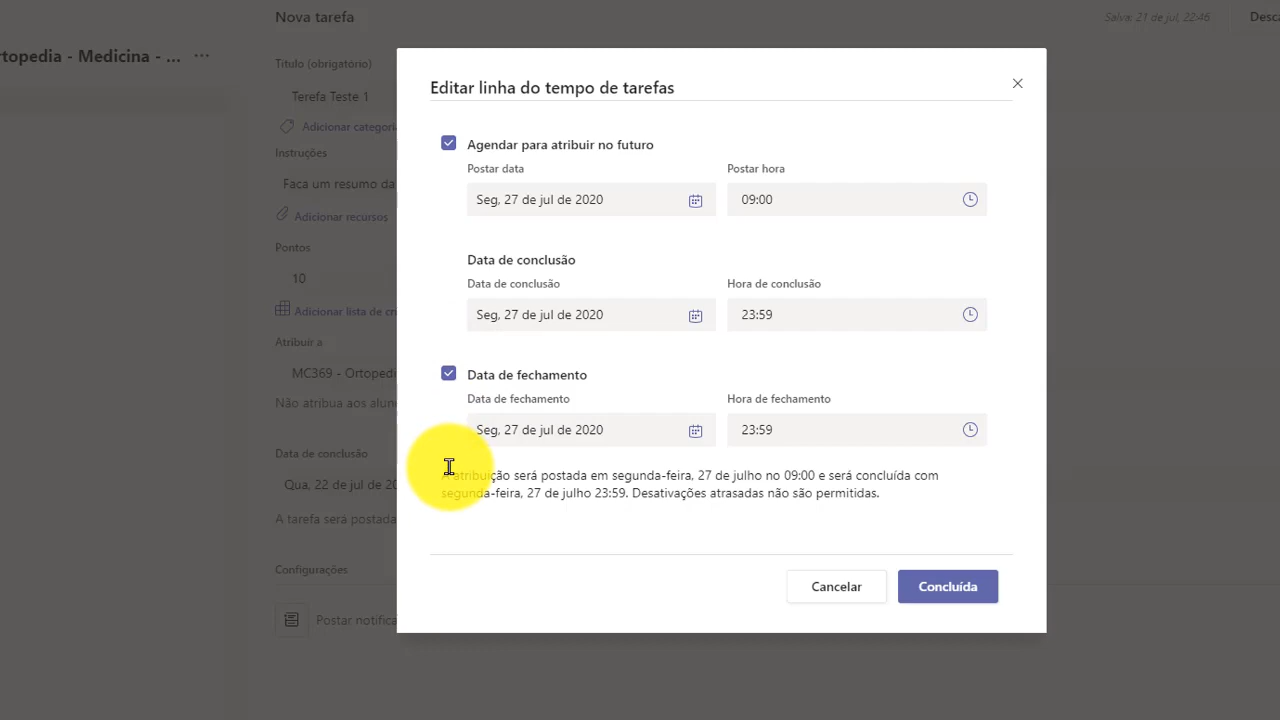 Nova tarefa
Salva: 21 de jul, 22:46
Desca
rtopedia - Medicina - ...
Título (obrigatório)
Terefa Teste 1
Adicionar categoria
Instruções
Faca um resumo da
Adicionar recursos
Pontos
10
Adicionar lista de cri
Atribuir a
MC369 - Ortopedi
Não atribua aos alun
Data de conclusão
Qua, 22 de jul de 20
A tarefa será postada
Configurações
Postar notifica
Editar linha do tempo de tarefas
Agendar para atribuir no futuro
Postar data
Postar hora
Seg, 27 de jul de 2020
09:00
Data de conclusão
Data de conclusão
Hora de conclusão
Seg, 27 de jul de 2020
23:59
Data de fechamento
Data de fechamento
Hora de fechamento
Seg, 27 de jul de 2020
23:59
A atribuição será postada em segunda-feira, 27 de julho no 09:00 e será concluída com
segunda-feira, 27 de julho 23:59. Desativações atrasadas não são permitidas.
Cancelar
Concluída